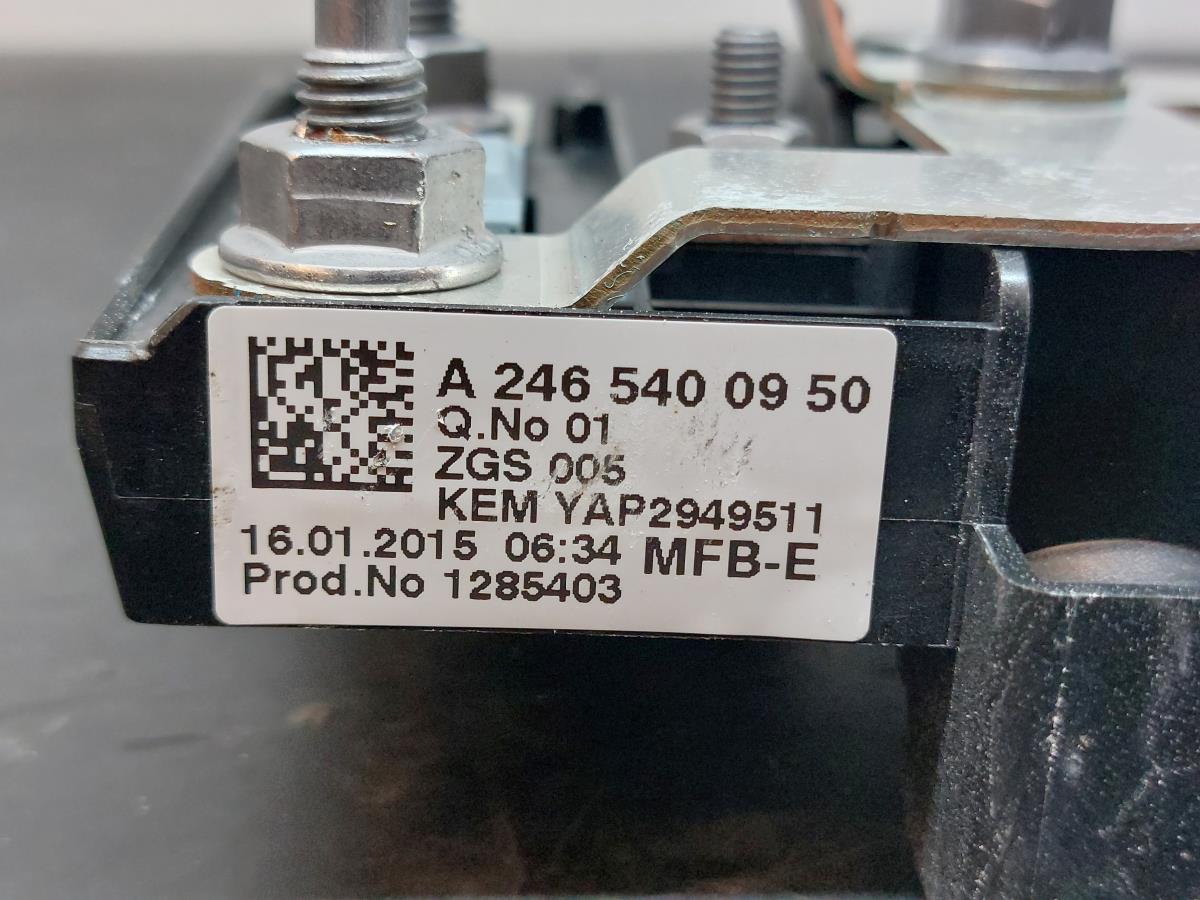 A 246 540 09 50
Q.No 01
ZGS 005
KEM YAP2949511
16.01.2015 06:34 MFB-E
Prod.No 1285403